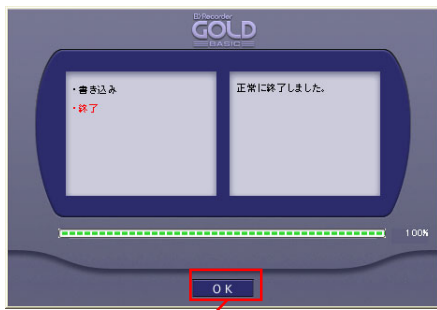 B's Recorder
GOLD
BASIC
・書き込み
・終了
正常に終了しました。
100%
OK